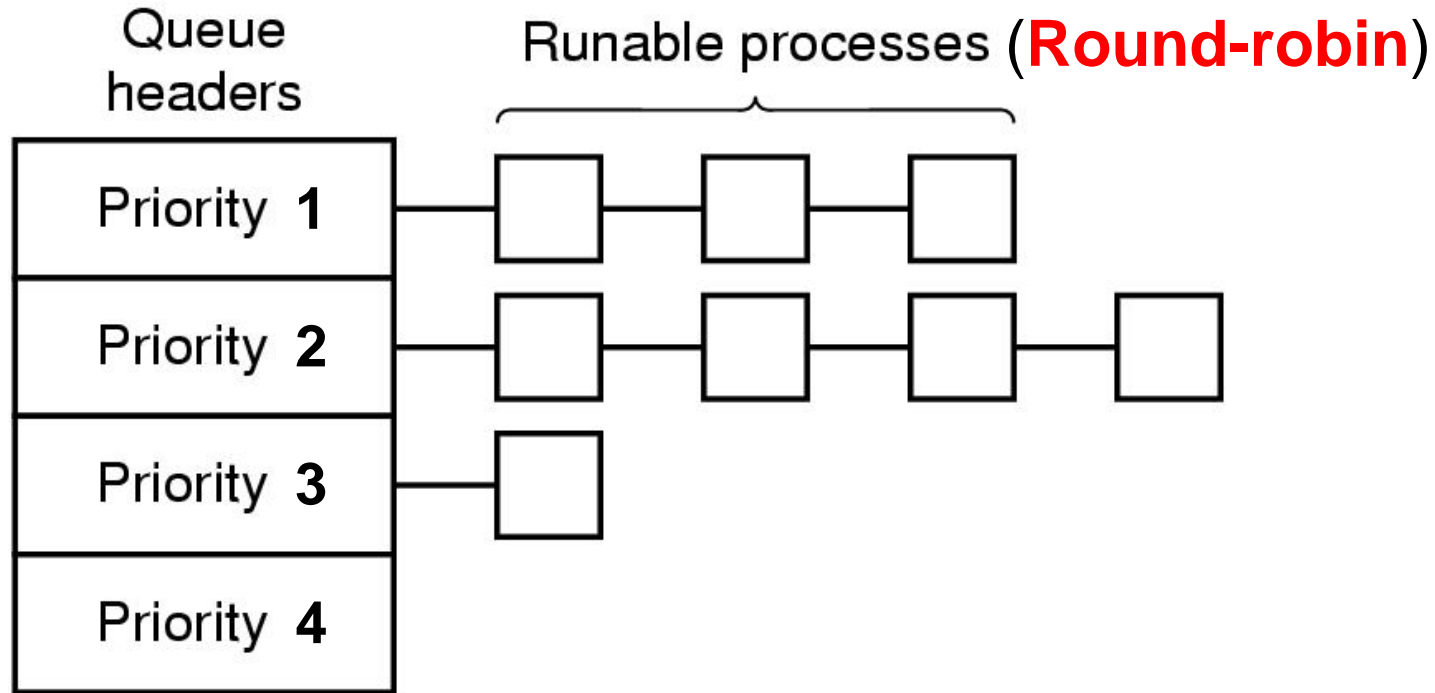 Queue
headers
Runable processes (Round-robin)
Priority 1
Priority 2
Priority 3
Priority 4